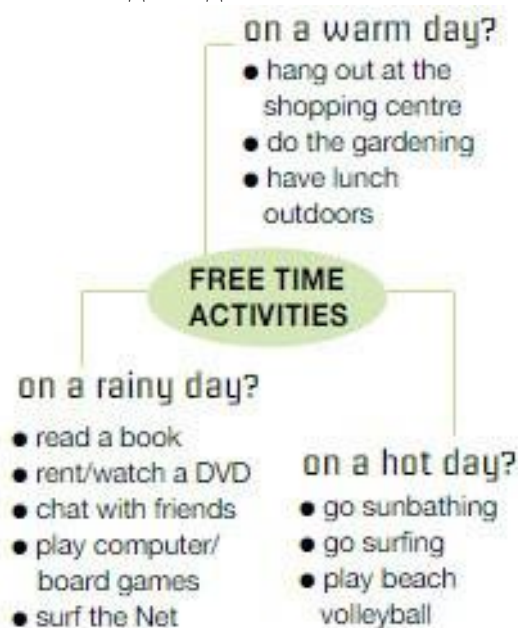 on a warm day?
● hang out at the
shopping centre
● do the gardening
● have lunch
outdoors
FREE TIME
ACTIVITIES
on a rainy day?
● read a book
● rent/watch a DVD
● chat with friends
● play computer/
board games
● surf the Net
on a hot day?
● go sunbathing
● go surfing
● play beach
volleyball